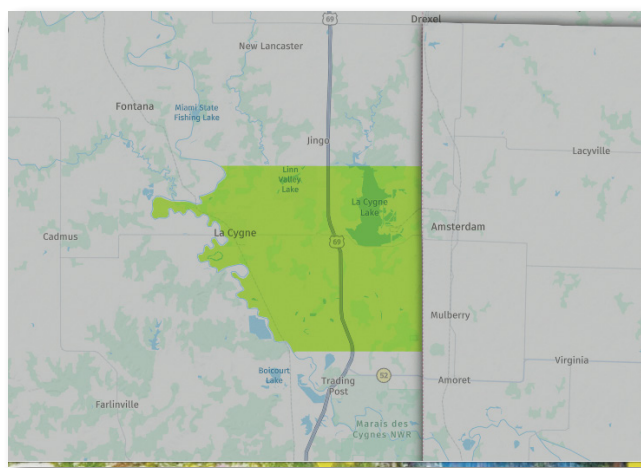 69
Drexel
New Lancaster
Fontana
Miami State
Fishing Lake
Jingo
Lacyville
Linn
Valley
Lake
La Cygne
Lake
Cadmus
La Cygne
69
Amsterdam
Mulberry
Virginia
Boicourt
Lake
Trading
Post
52
Amoret
Farlinville
Marais des
Cygnes NWR